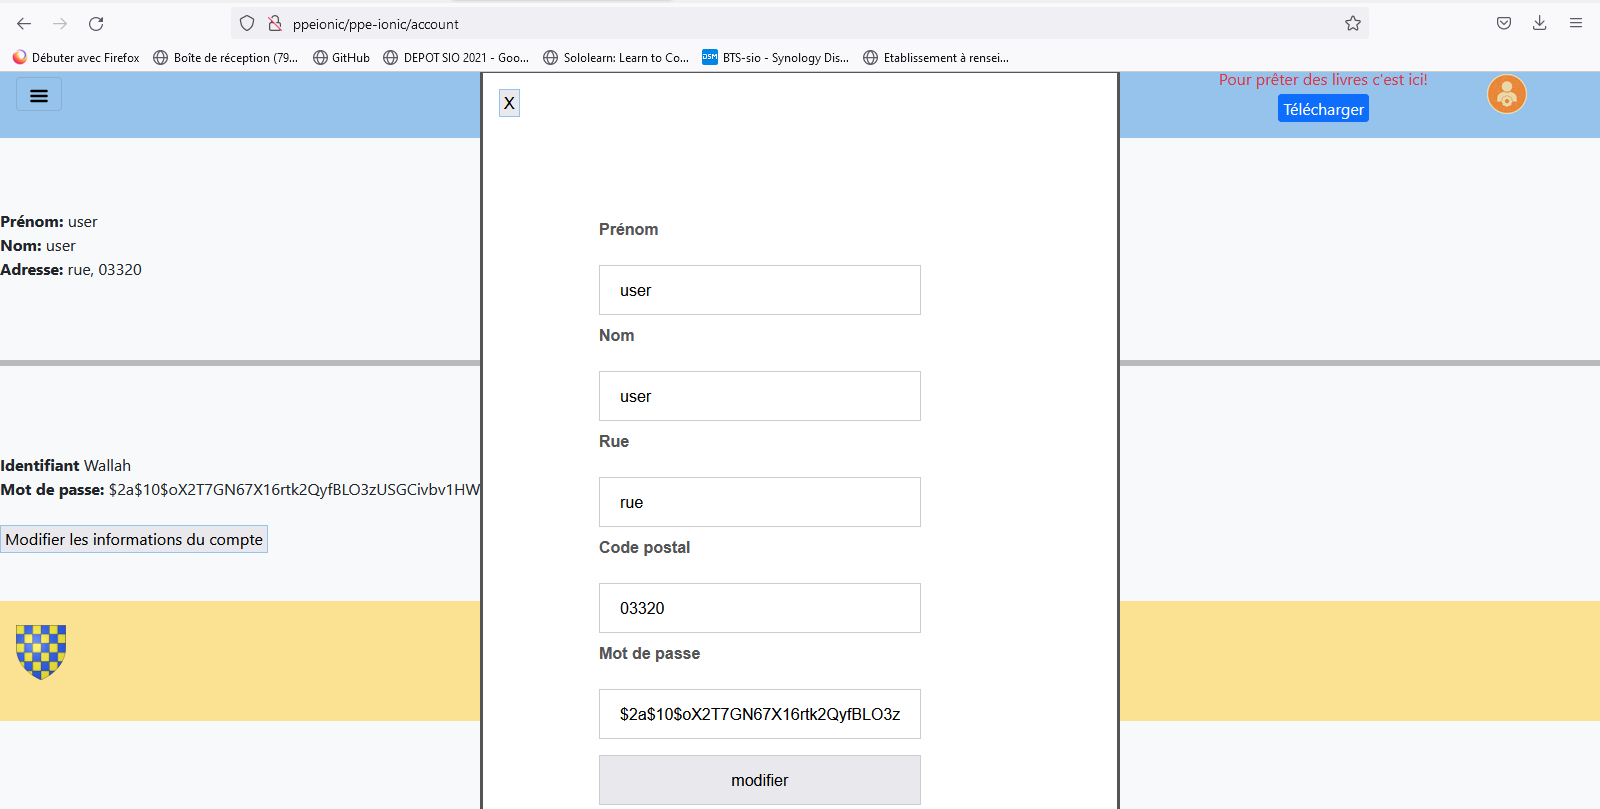 ppeionic/ppe-ionic/account
Débuter avec Firefox Boîte de réception (79... GitHub DEPOT SIO 2021 - Goo... Sololearn: Learn to Co... DSM BTS-sio - Synology Dis... Etablissement à rensei...
Pour prêter des livres c'est ici!
Télécharger
Prénom: user
Nom: user
Adresse: rue, 03320
Identifiant Wallah
Mot de passe: $2a$10$oX2T7GN67X16rtk2QyfBLO3zUSGCivbv1HW
Modifier les informations du compte
X
Prénom
user
Nom
user
Rue
rue
Code postal
03320
Mot de passe
$2a$10$oX2T7GN67X16rtk2QyfBLO3z
modifier